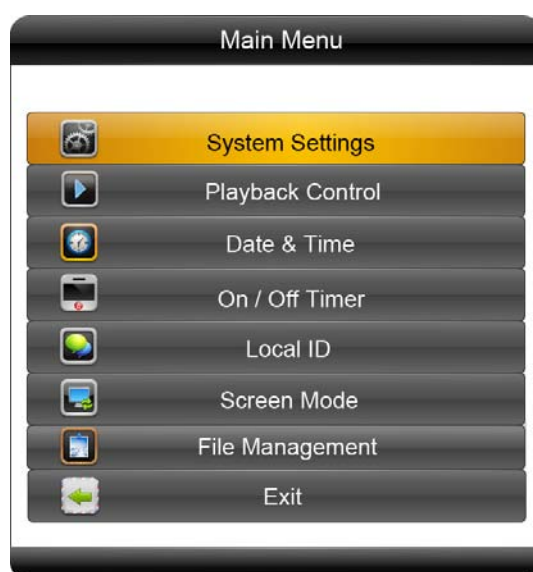 Main Menu
System Settings
Playback Control
Date & Time
On / Off Timer
Local ID
Screen Mode
File Management
Exit